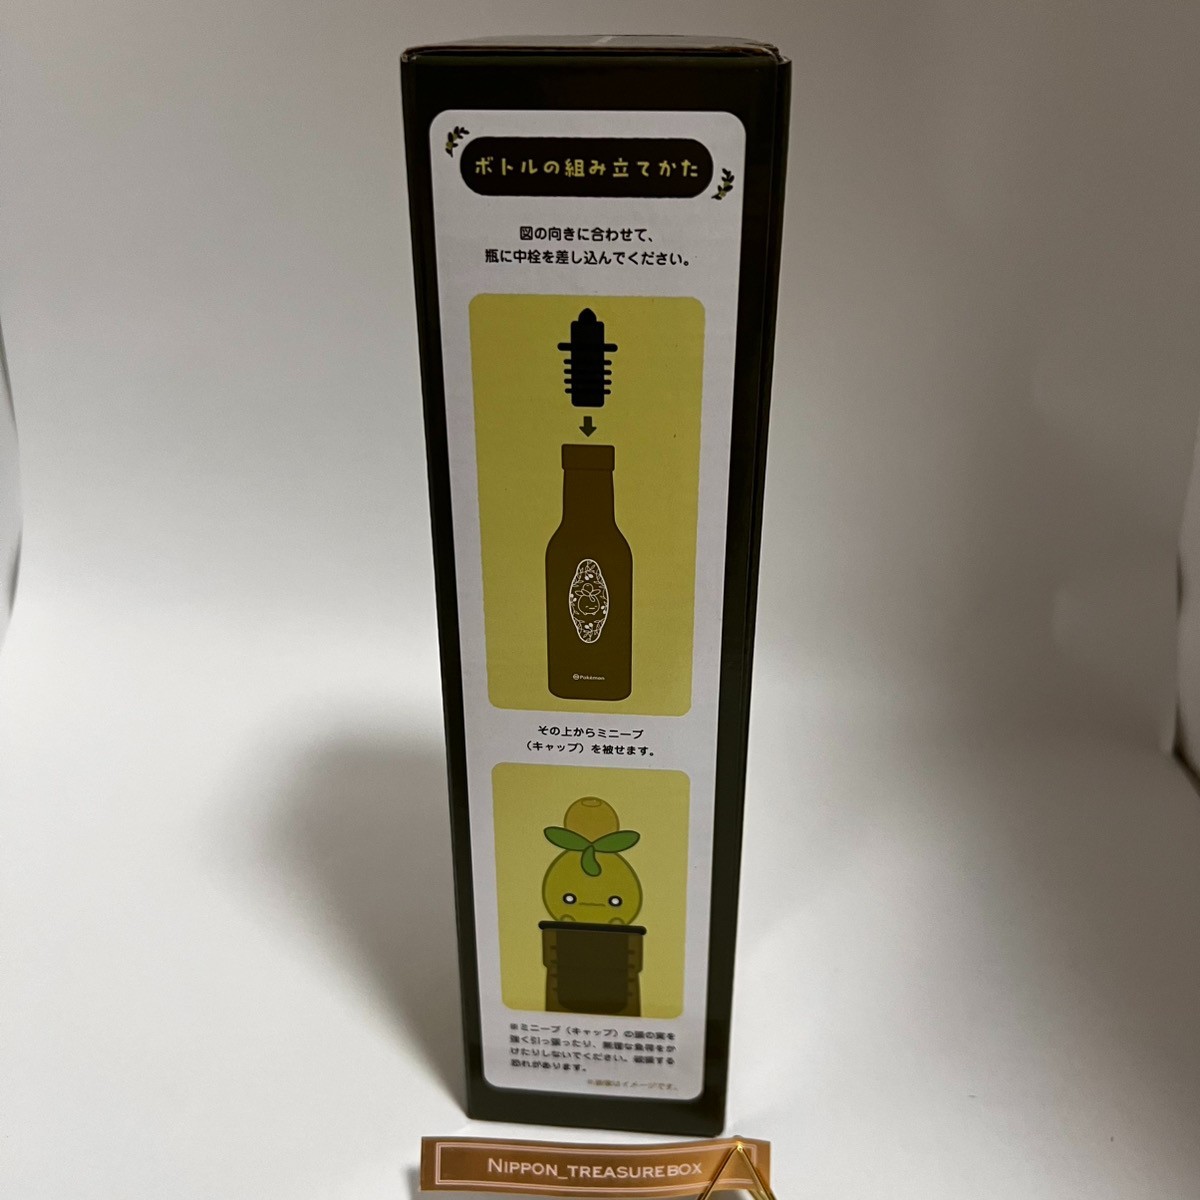 ボトルの組み立てかた
図の向きに合わせて、
瓶に中栓を差し込んでください。
©Pokémon
その上からミニーブ
（キャップ）を被せます。
※ミニーブ（キャップ）の頭の実を
強く引っ張ったり、無理な負荷をか
けたりしないでください。破損する
恐れがあります。
※画像はイメージです。
NIPPON_TREASUREBOX